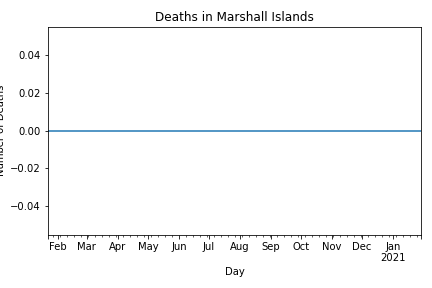 Deaths in Marshall Islands
0.04
0.02
0.00
−0.02
−0.04
Number of Deaths
Feb Mar Apr May Jun Jul Aug Sep Oct Nov Dec Jan
2021
Day